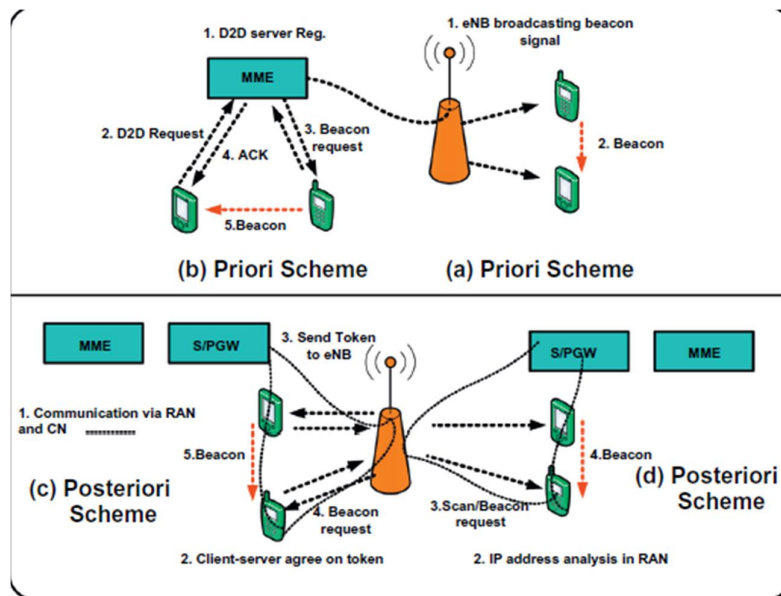 1. D2D server Reg.
MME
2. D2D Request
3. Beacon
request
4. ACK
5.Beacon
(b) Priori Scheme
1. eNB broadcasting beacon
signal
2. Beacon
(a) Priori Scheme
MME
S/PGW
3. Send Token
to eNB
1. Communication via RAN
and CN
5.Beacon
(c) Posteriori
Scheme
4. Beacon
request
2. Client-server agree on token
S/PGW
MME
4.Beacon
(d) Posteriori
Scheme
3.Scan/Beacon
request
2. IP address analysis in RAN